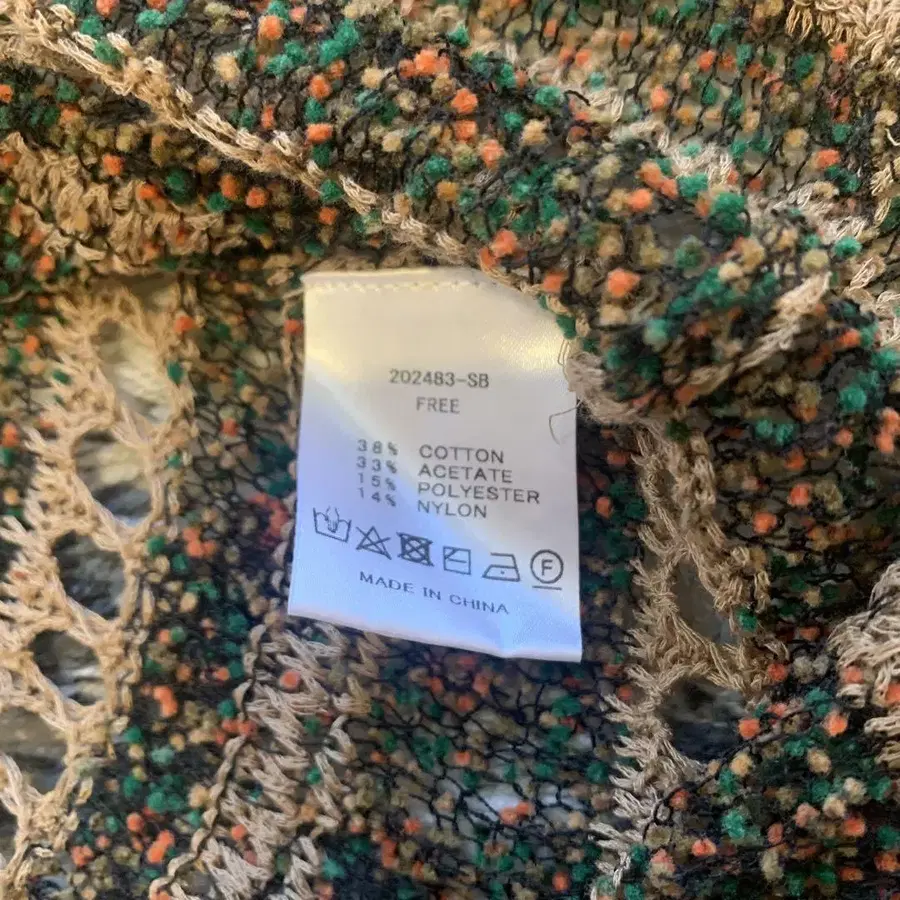 202483-SB
FREE
38% COTTON
33% ACETATE
15% POLYESTER
14% NYLON
F
MADE IN CHINA